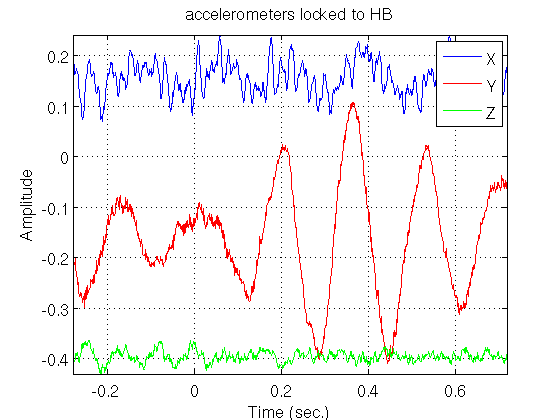 accelerometers locked to HB
X
Y
Z
0.2
0.1
0
-0.1
-0.2
-0.3
-0.4
Amplitude
-0.2
0
0.2
0.4
0.6
Time (sec.)